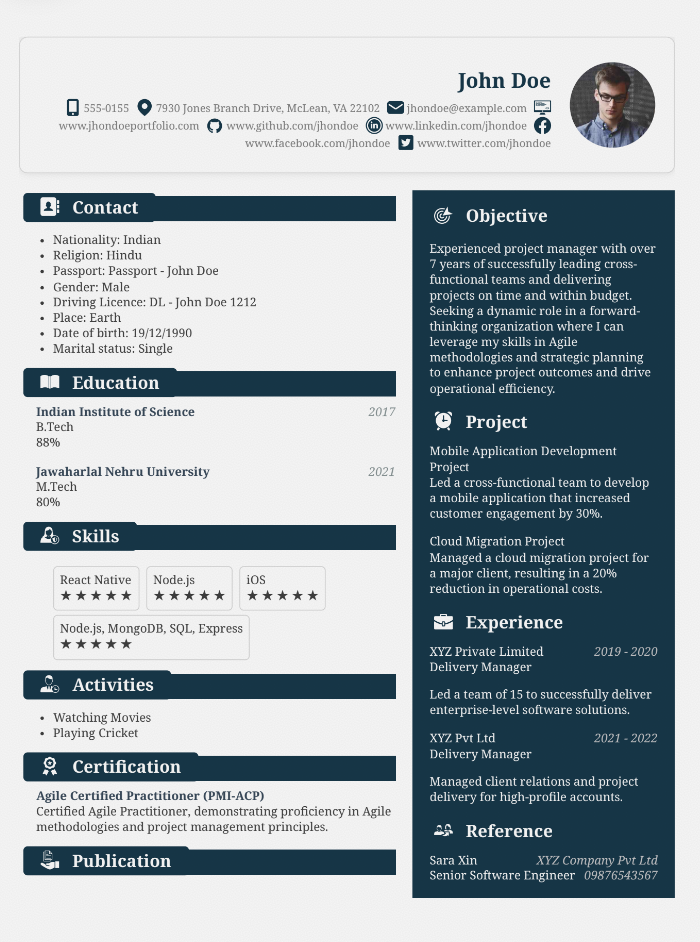 John Doe
555-0155 7930 Jones Branch Drive, McLean, VA 22102 jhondoe@example.com
www.jhondoeportfolio.com www.github.com/jhondoe www.linkedin.com/jhondoe
www.facebook.com/jhondoe www.twitter.com/jhondoe
Contact
• Nationality: Indian
• Religion: Hindu
• Passport: Passport - John Doe
• Gender: Male
• Driving Licence: DL - John Doe 1212
• Place: Earth
• Date of birth: 19/12/1990
• Marital status: Single
Education
Indian Institute of Science 2017
B.Tech
88%
Jawaharlal Nehru University 2021
M.Tech
80%
Skills
React Native Node.js iOS
★★★★★ ★★★★★ ★★★★★
Node.js, MongoDB, SQL, Express
★★★★★
Activities
• Watching Movies
• Playing Cricket
Certification
Agile Certified Practitioner (PMI-ACP)
Certified Agile Practitioner, demonstrating proficiency in Agile
methodologies and project management principles.
Publication
Objective
Experienced project manager with over
7 years of successfully leading cross-
functional teams and delivering
projects on time and within budget.
Seeking a dynamic role in a forward-
thinking organization where I can
leverage my skills in Agile
methodologies and strategic planning
to enhance project outcomes and drive
operational efficiency.
Project
Mobile Application Development
Project
Led a cross-functional team to develop
a mobile application that increased
customer engagement by 30%.
Cloud Migration Project
Managed a cloud migration project for
a major client, resulting in a 20%
reduction in operational costs.
Experience
XYZ Private Limited 2019 - 2020
Delivery Manager
Led a team of 15 to successfully deliver
enterprise-level software solutions.
XYZ Pvt Ltd 2021 - 2022
Delivery Manager
Managed client relations and project
delivery for high-profile accounts.
Reference
Sara Xin XYZ Company Pvt Ltd
Senior Software Engineer 09876543567